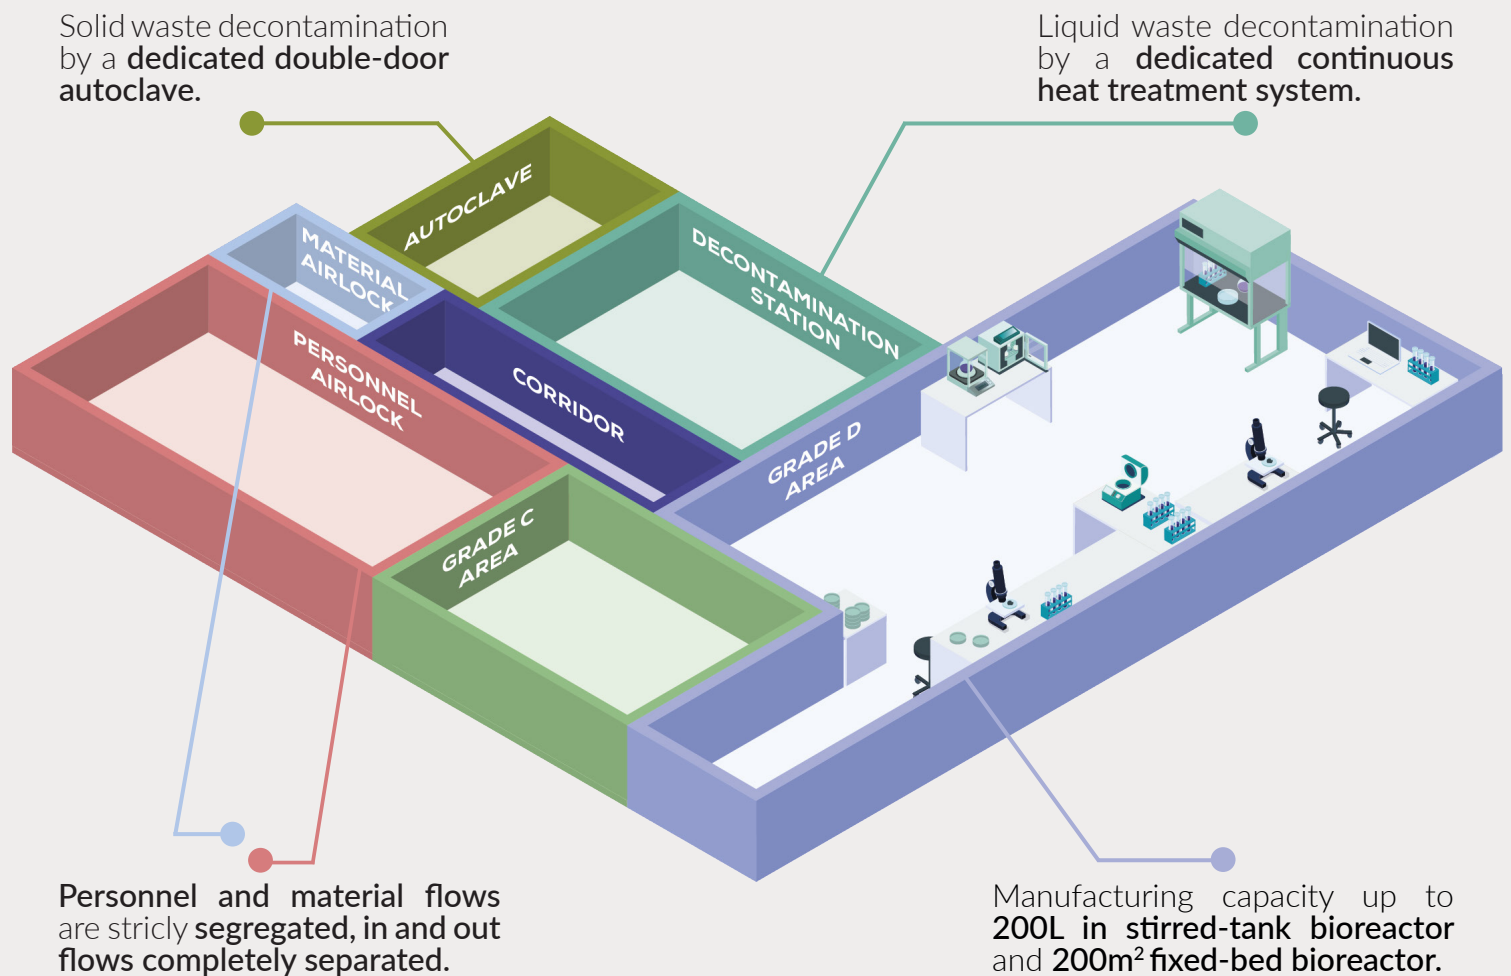 Solid waste decontamination
by a dedicated double-door
autoclave.
Liquid waste decontamination
by a dedicated continuous
heat treatment system.
AUTOCLAVE
MATERIAL
AIRLOCK
DECONTAMINATION
STATION
PERSONNEL
AIRLOCK
CORRIDOR
GRADE D
AREA
GRADE C
AREA
Personnel and material flows
are stricly segregated, in and out
flows completely separated.
Manufacturing capacity up to
200L in stirred-tank bioreactor
and 200m² fixed-bed bioreactor.